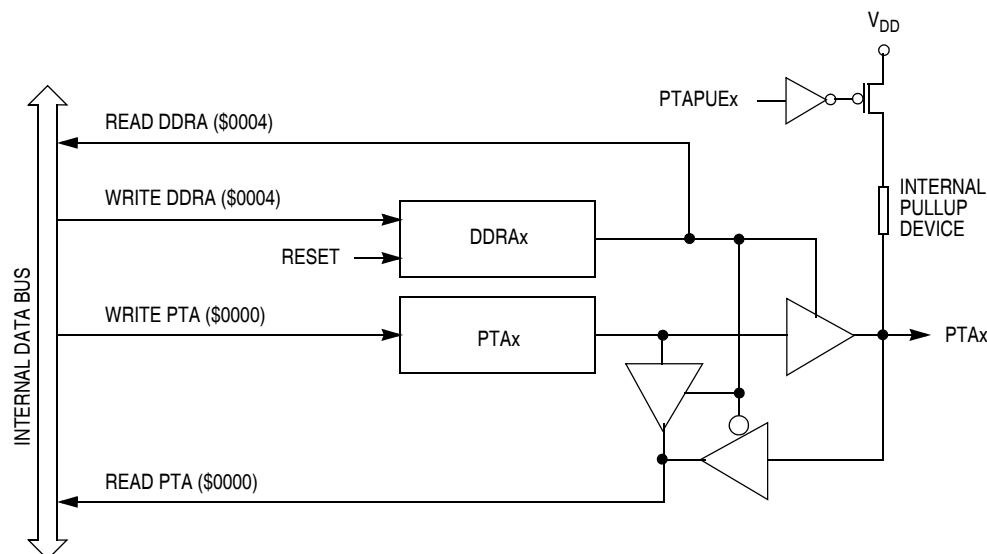 VDD
PTAPUEx
READ DDRA ($0004)
WRITE DDRA ($0004)
INTERNAL
PULLUP
DEVICE
DDRAx
RESET
INTERNAL DATA BUS
WRITE PTA ($0000)
PTAx
PTAx
READ PTA ($0000)